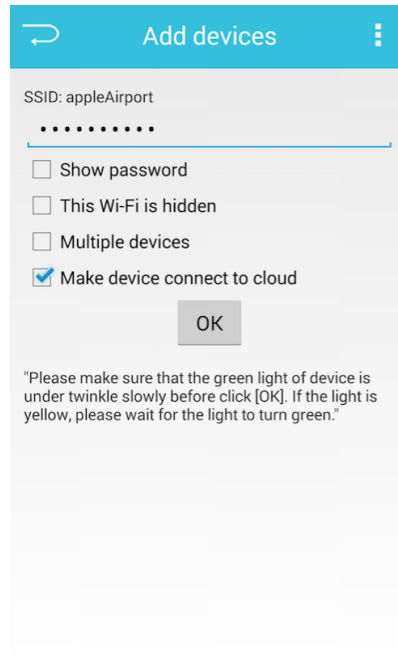 Add devices
SSID: appleAirport
••••••••••
Show password
This Wi-Fi is hidden
Multiple devices
Make device connect to cloud
OK
"Please make sure that the green light of device is
under twinkle slowly before click [OK]. If the light is
yellow, please wait for the light to turn green."